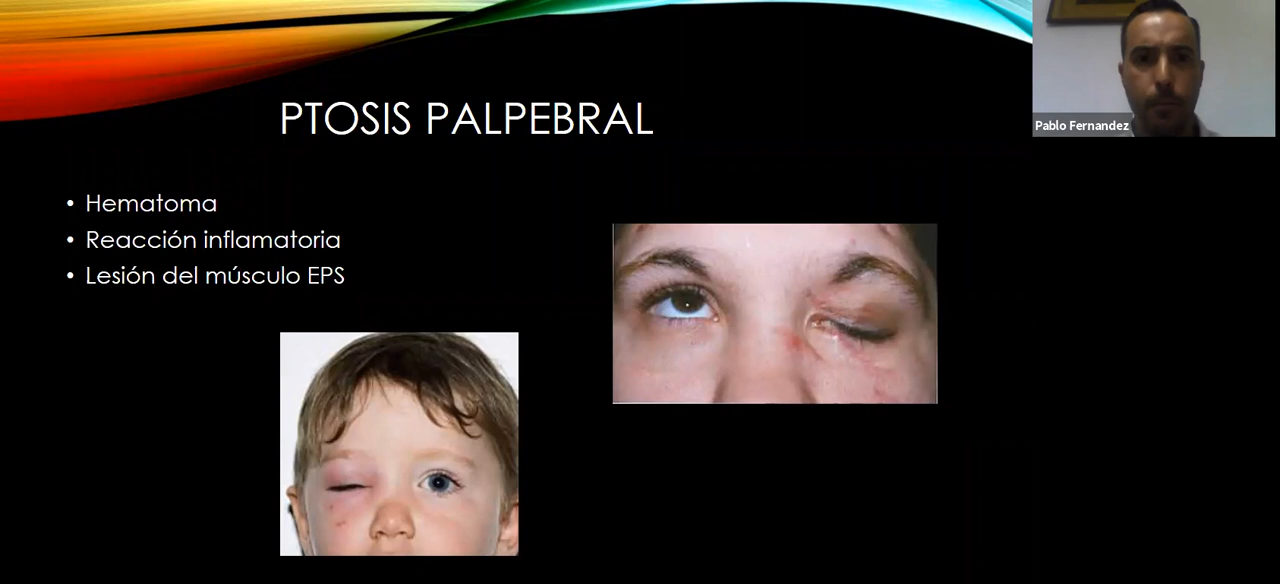 PTOSIS PALPEBRAL
Pablo Fernandez
• Hematoma
• Reacción inflamatoria
• Lesión del músculo EPS